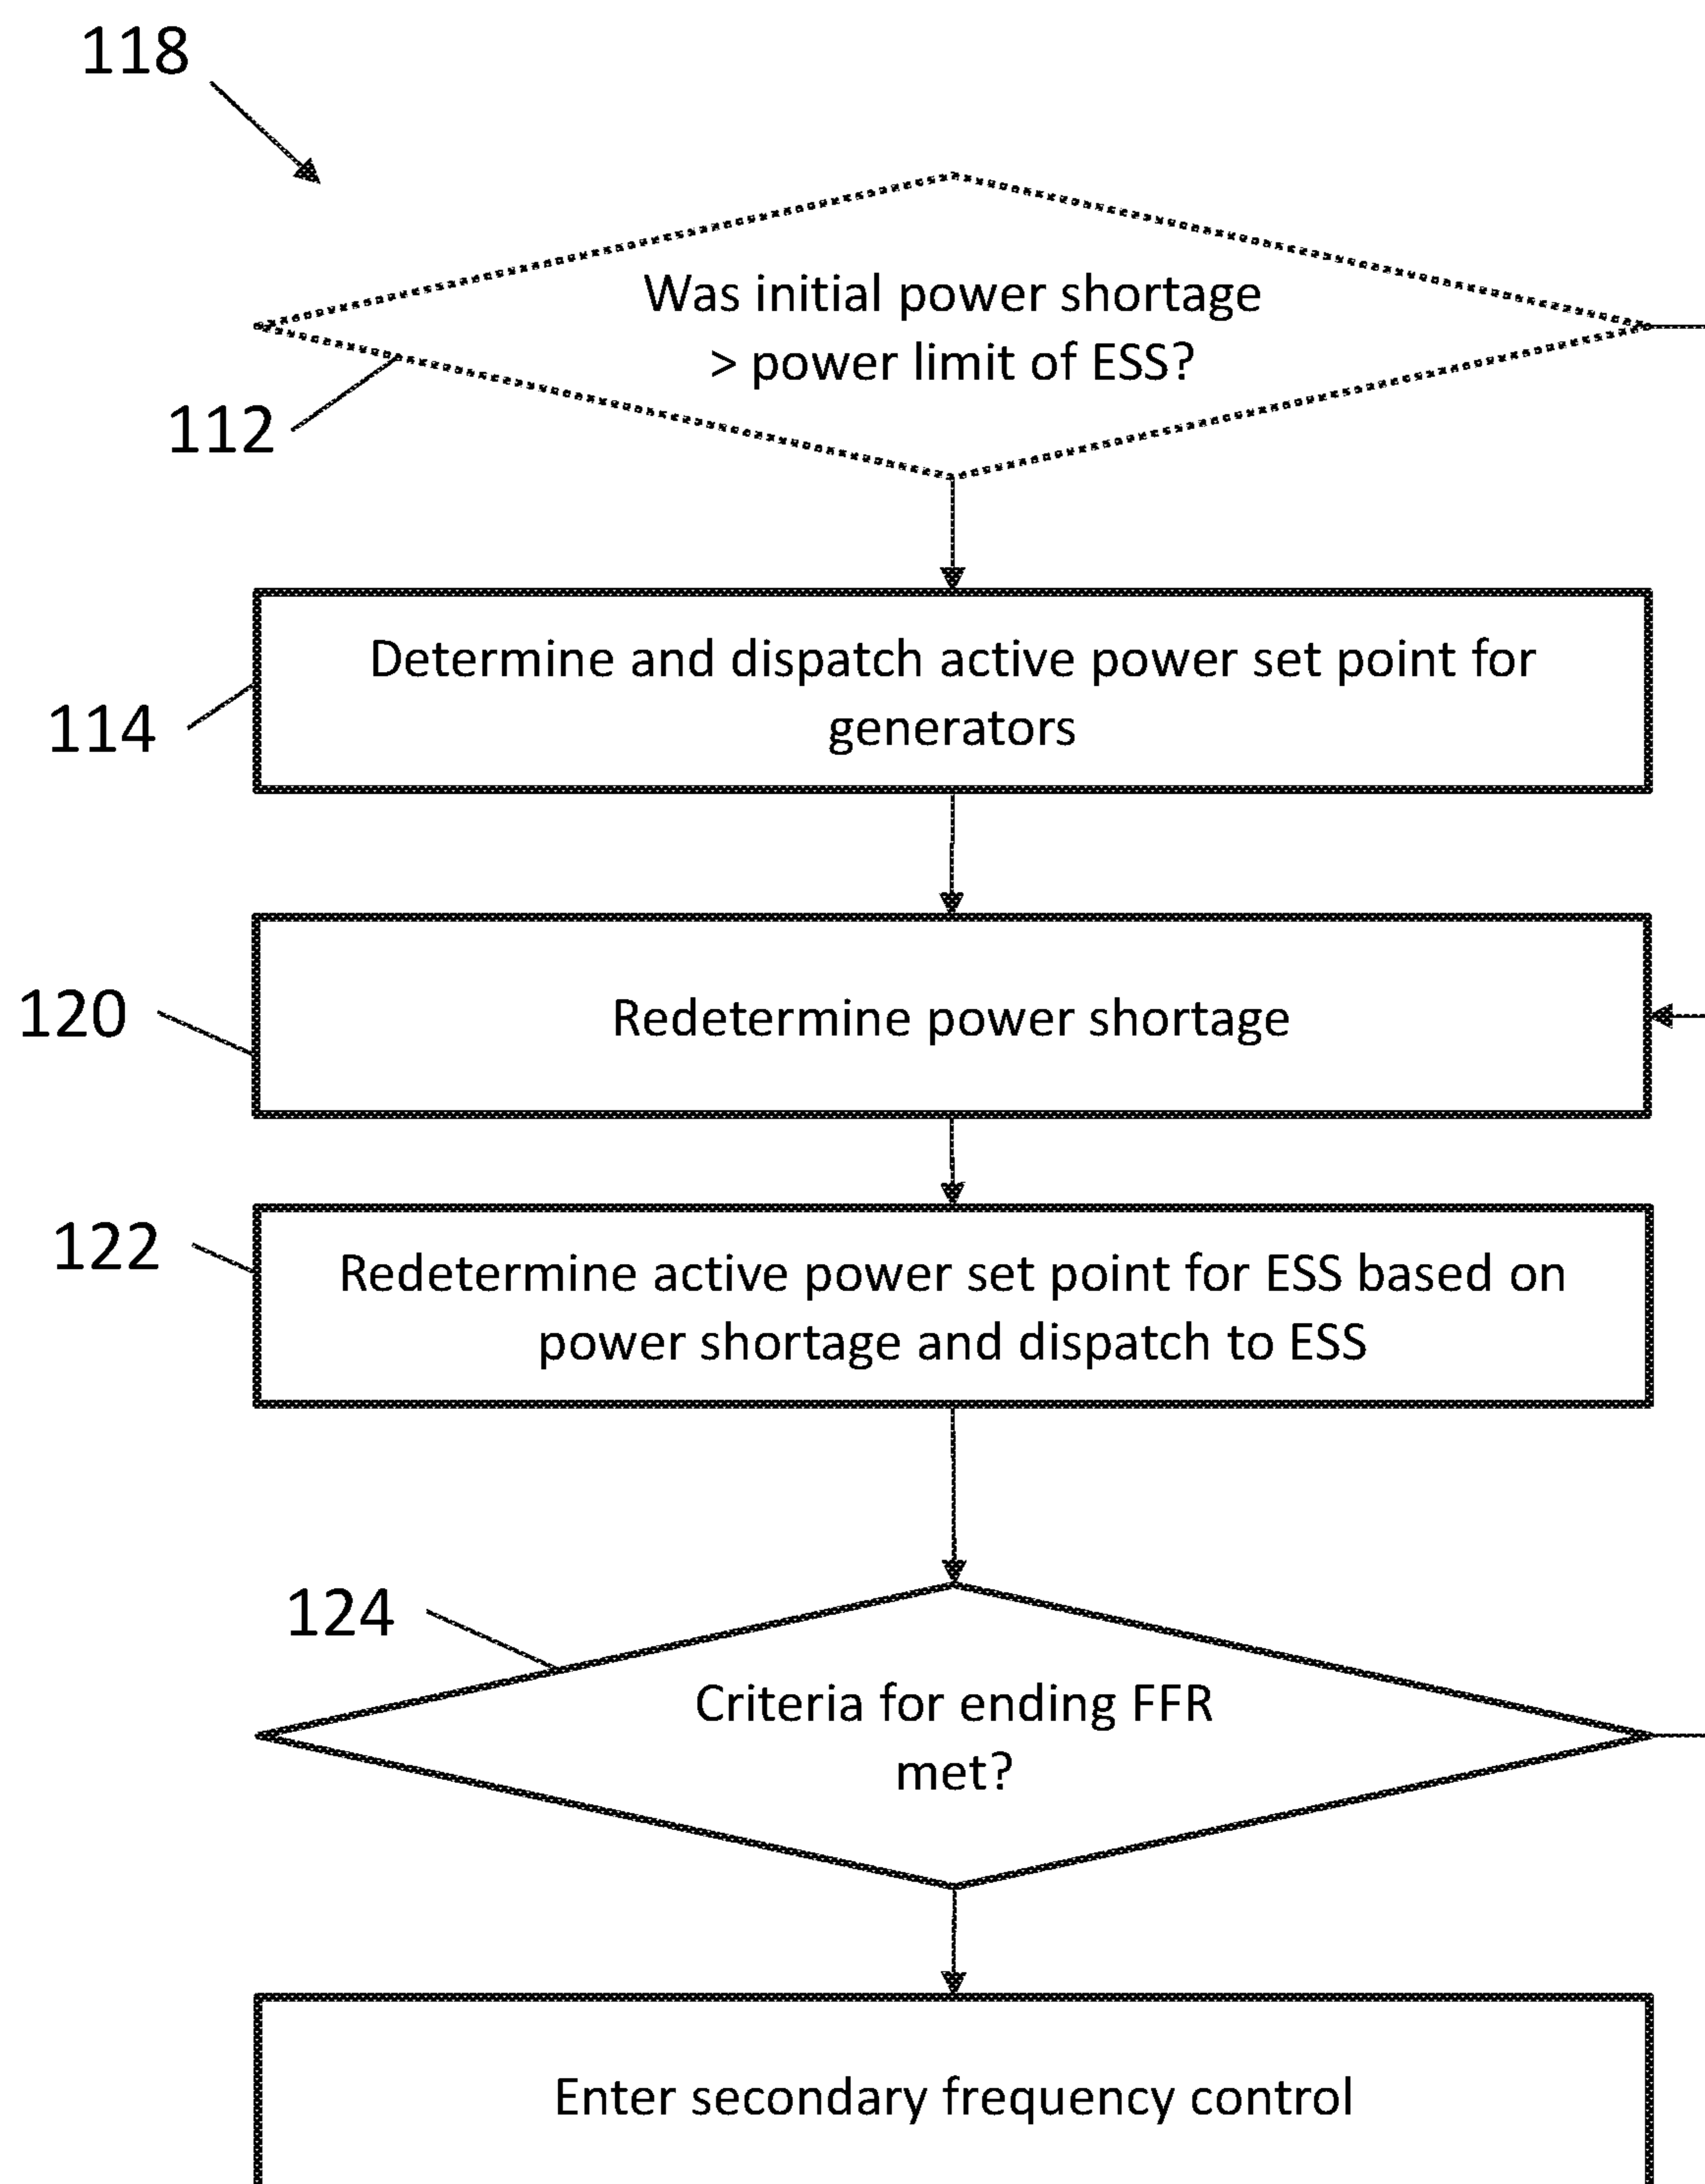 118
Was initial power shortage
> power limit of ESS?
112
Determine and dispatch active power set point for
generators
114
Redetermine power shortage
120
122
Redetermine active power set point for ESS based on
power shortage and dispatch to ESS
124
Criteria for ending FFR
met?
Enter secondary frequency control